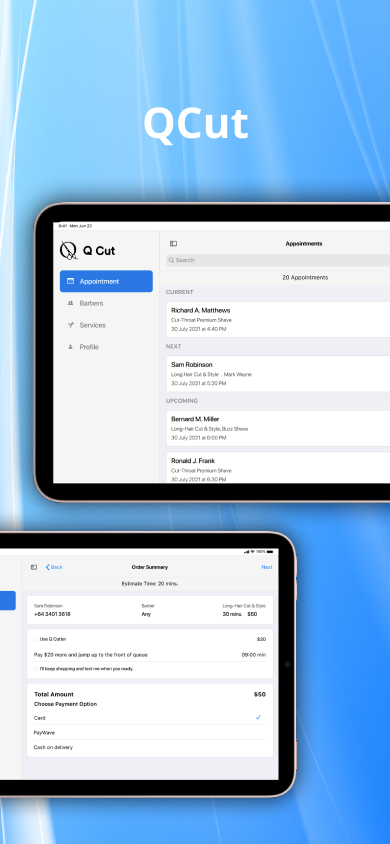 QCut
9:41 Mon Jun 22
Q Cut
Appointments
Search
Appointment
20 Appointments
Barbers
CURRENT
Richard A. Matthews
Services
Cut-Throat Premium Shave
30 July 2021 at 4:40 PM
Profile
NEXT
Sam Robinson
Long Hair Cut & Style , Mark Wayne
30 July 2021 at 5:20 PM
UPCOMING
Bernard M. Miller
Long-Hair Cut & Style, Buzz Shave
30 July 2021 at 6:00 PM
Ronald J. Frank
Cut-Throat Premium Shave
30 July 2021 at 6:30 PM
100%
Back
Order Summary
Next
Estimate Time: 20 mins.
Sam Robinson
Barber
Long-Hair Cut & Style
+64 3401 3618
Any
30 mins. $50
Use Q Cutter
$20
Pay $20 more and jump up to the front of queue
09:00 min
I'll keep shopping and text me when you ready.
Total Amount
$50
Choose Payment Option
Card
PayWave
Cash on delivery